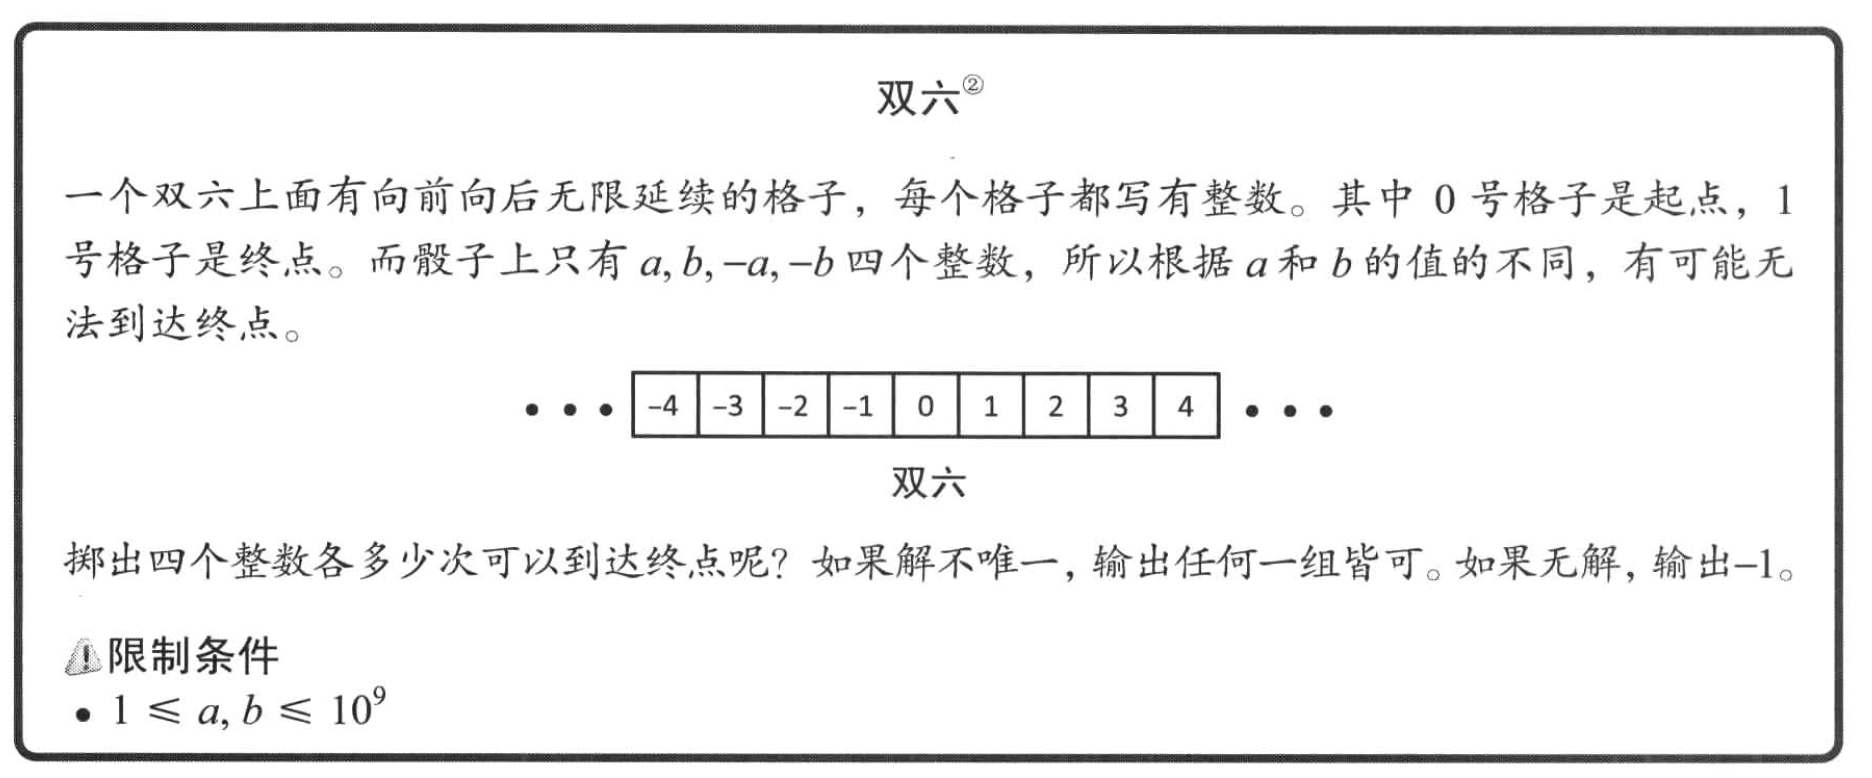 双六②
一个双六上面有向前向后无限延续的格子，每个格子都写有整数。其中 0 号格子是起点，1
号格子是终点。而骰子上只有 a, b, −a, −b 四个整数，所以根据 a 和 b 的值的不同，有可能无
法到达终点。
−4 −3 −2 −1 0 1 2 3 4
双六
掷出四个整数各多少次可以到达终点呢？如果解不唯一，输出任何一组皆可。如果无解，输出−1。
限制条件
• 1 ⩽ a, b ⩽ 10⁹